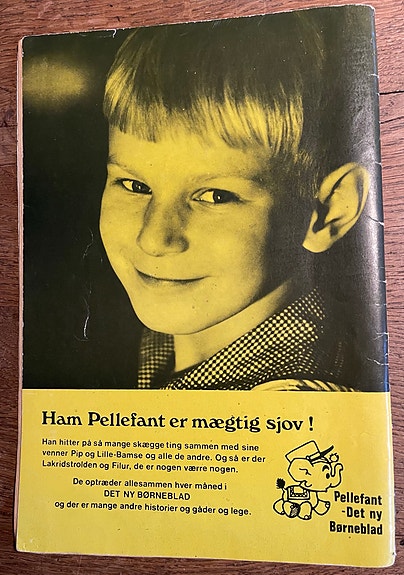 Ham Pellefant er mægtig sjov !
Han hitter på så mange skægge ting sammen med sine
venner Pip og Lille-Bamse og alle de andre. Og så er der
Lakridstrolden og Filur, de er nogen værre nogen.
De optræder allesammen hver måned i
DET NY BØRNEBLAD
og der er mange andre historier og gåder og lege.
Pellefant
-Det ny
Børneblad